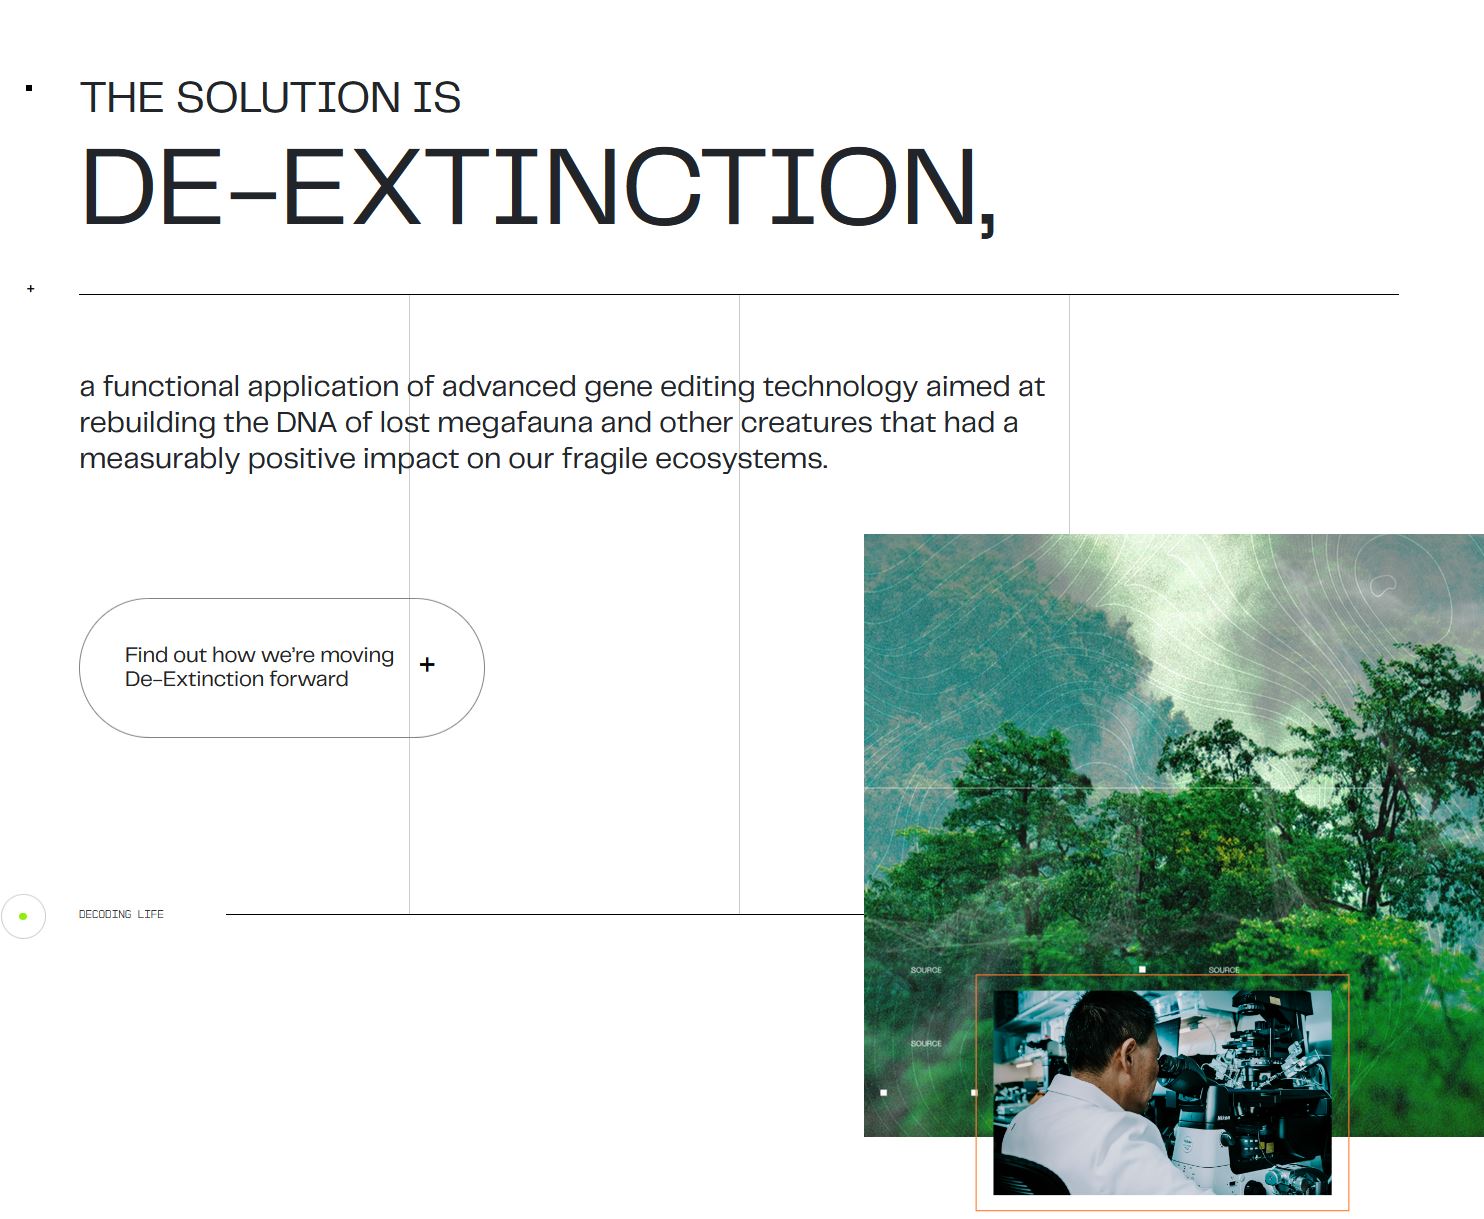 THE SOLUTION IS
DE-EXTINCTION,
a functional application of advanced gene editing technology aimed at
rebuilding the DNA of lost megafauna and other creatures that had a
measurably positive impact on our fragile ecosystems.
Find out how we're moving
De-Extinction forward
+
DECODING LIFE
SOURCE
SOURCE
SOURCE